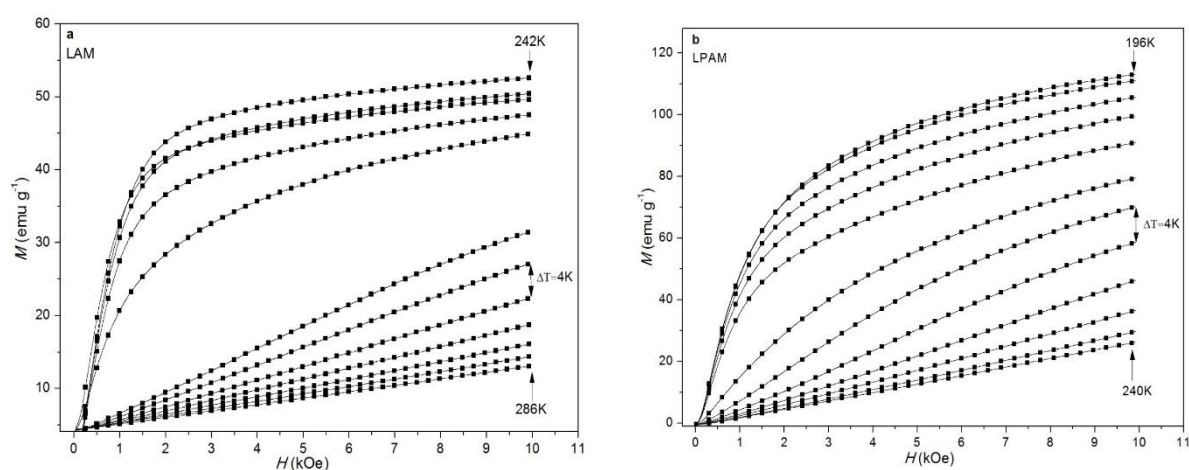 a
LAM
242K
ΔT=4K
286K
60
50
40
30
20
10
M (emu g⁻¹)
0 1 2 3 4 5 6 7 8 9 10 11
H (kOe)
b
LPAM
196K
ΔT=4K
240K
120
100
80
60
40
20
0
M (emu g⁻¹)
0 1 2 3 4 5 6 7 8 9 10 11
H (kOe)